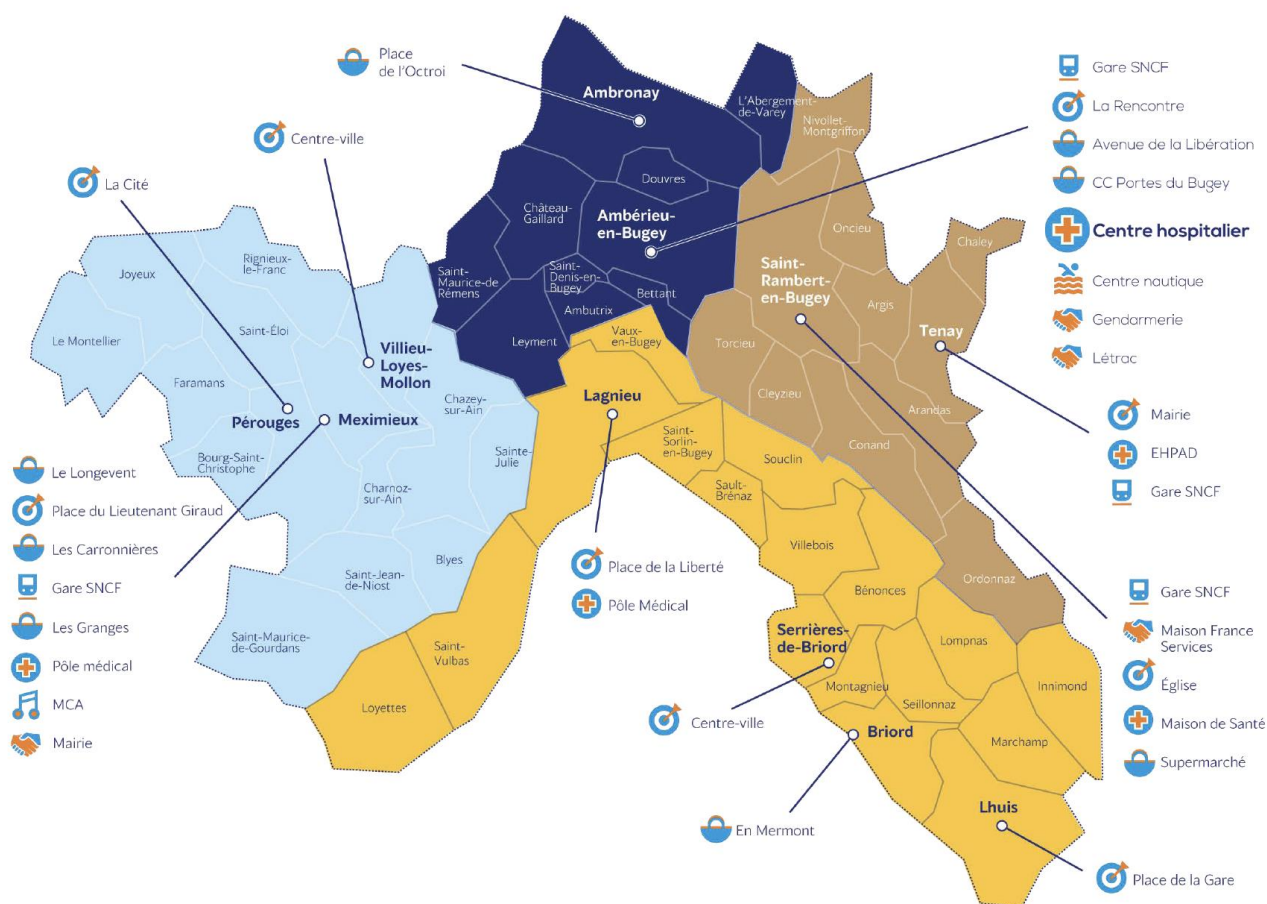 Place
de l'Octroi
Centre-ville
La Cité
Ambronay
L'Abergement-
de-Varey
Nivollet-
Montgriffon
Douvres
Château-
Gaillard
Ambérieu-
en-Bugey
Saint-
Maurice-de-
Rémens
Saint-
Denis-en-
Bugey
Bettant
Ambutrix
Leyment
Oncieu
Chaley
Saint-
Rambert-
en-Bugey
Argis
Tenay
Torcieu
Cleyzieu
Arandas
Conand
Ordonnaz
Joyeux
Rignieux-
le-Franc
Le Montellier
Saint-Éloi
Villieu-
Loyes-
Mollon
Faramans
Pérouges
Meximieux
Chazey-
sur-Ain
Bourg-Saint-
Christophe
Sainte-
Julie
Charnoz-
sur-Ain
Blyes
Saint-Jean-
de-Niost
Saint-Maurice-
de-Gourdans
Vaux-
en-Bugey
Lagnieu
Saint-
Sorlin-
en-Bugey
Souclin
Sault-
Brénaz
Villebois
Bénonces
Saint-
Vulbas
Loyettes
Serrières-
de-Briord
Lompnas
Innimond
Montagnieu
Seillonnaz
Briord
Marchamp
Lhuis
Gare SNCF
La Rencontre
Avenue de la Libération
CC Portes du Bugey
Centre hospitalier
Centre nautique
Gendarmerie
Létrac
Mairie
EHPAD
Gare SNCF
Gare SNCF
Maison France
Services
Église
Maison de Santé
Supermarché
Le Longevent
Place du Lieutenant Giraud
Les Carronnières
Gare SNCF
Les Granges
Pôle médical
MCA
Mairie
Place de la Liberté
Pôle Médical
Centre-ville
En Mermont
Place de la Gare